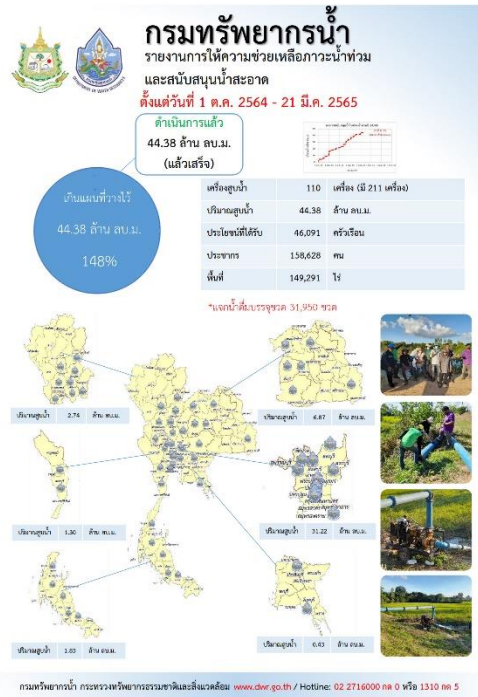 กรมทรัพยากรน้ำ
รายงานการให้ความช่วยเหลือภาวะน้ำท่วม
และสนับสนุนน้ำสะอาด
ตั้งแต่วันที่ 1 ต.ค. 2564 - 21 มี.ค. 2565
ดำเนินการแล้ว
44.38 ล้าน ลบ.ม.
(แล้วเสร็จ)
เกินแผนที่วางไว้
44.38 ล้าน ลบ.ม.
148%
เครื่องสูบน้ำ 110 เครื่อง (มี 211 เครื่อง)
ปริมาณสูบน้ำ 44.38 ล้าน ลบ.ม.
ประโยชน์ที่ได้รับ 46,091 ครัวเรือน
ประชากร 158,628 คน
พื้นที่ 149,291 ไร่
*แจกน้ำดื่มบรรจุขวด 31,950 ขวด
ปริมาณสูบน้ำ 2.74 ล้าน ลบ.ม.
ปริมาณสูบน้ำ 6.87 ล้าน ลบ.ม.
ปริมาณสูบน้ำ 1.30 ล้าน ลบ.ม.
ปริมาณสูบน้ำ 31.22 ล้าน ลบ.ม.
ปริมาณสูบน้ำ 1.83 ล้าน ลบ.ม.
ปริมาณสูบน้ำ 0.43 ล้าน ลบ.ม.
กรมทรัพยากรน้ำ กระทรวงทรัพยากรธรรมชาติและสิ่งแวดล้อม www.dwr.go.th / Hotline: 02 2716000 กด 0 หรือ 1310 กด 5